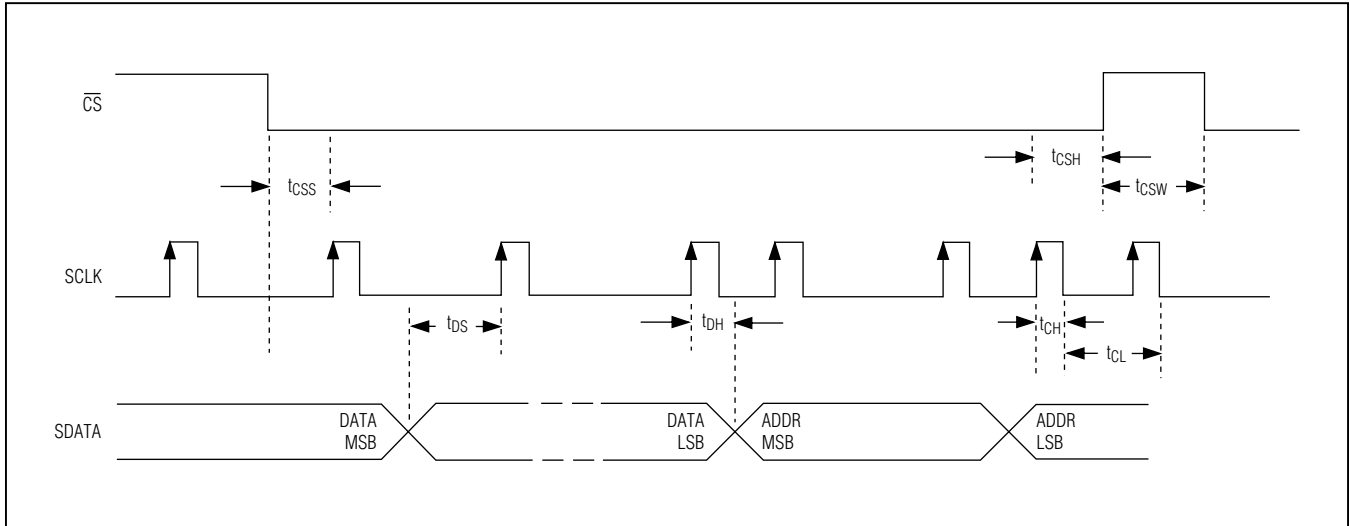 CS
tCSH
tCSS
tCSW
SCLK
tDS
tDH
tCH
tCL
SDATA
DATA
MSB
DATA
LSB
ADDR
MSB
ADDR
LSB